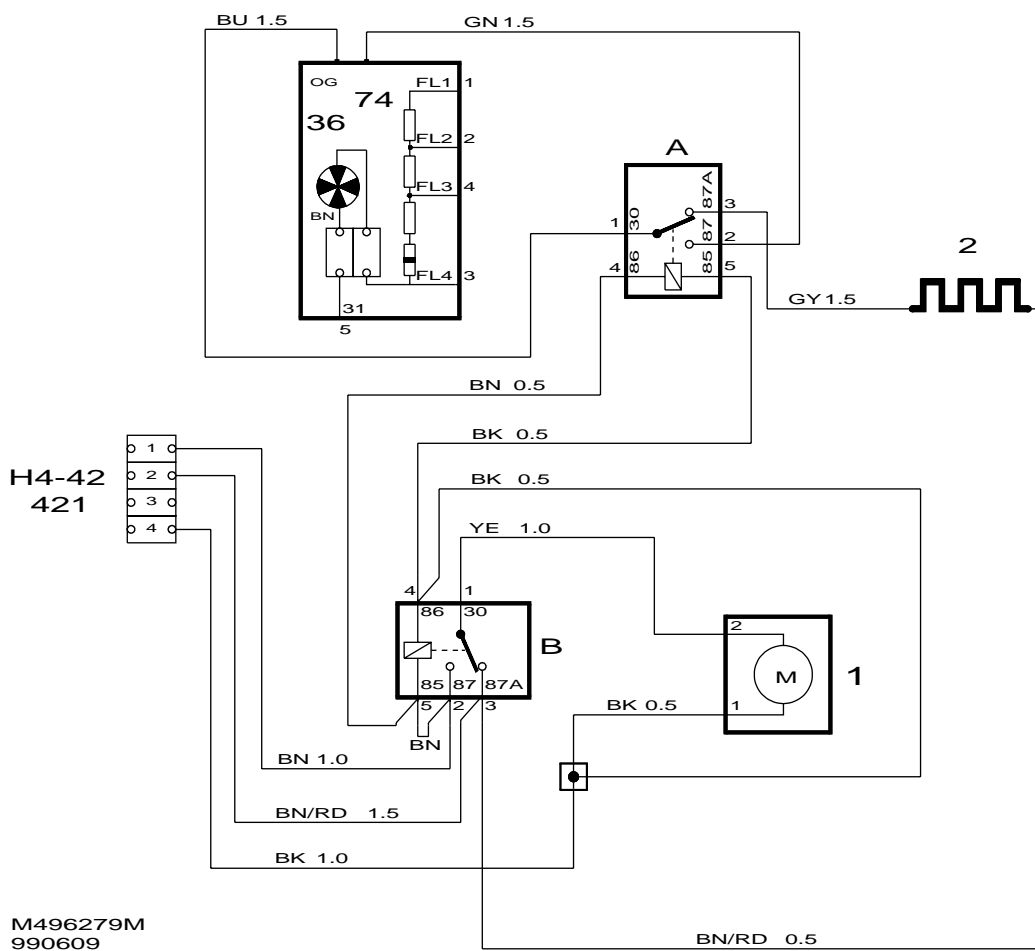 BU 1.5
GN 1.5
OG
74
36
FL1 1
FL2 2
FL3 4
BN
FL4 3
31
5
A
87A
3
30
1
87
2
86
4
85
5
2
GY 1.5
BN 0.5
BK 0.5
H4-42
421
1
2
3
4
BK 0.5
YE 1.0
4
1
86 30
B
85 87 87A
5 2 3
BN
2
M
1
1
BK 0.5
BN 1.0
BN/RD 1.5
BK 1.0
BN/RD 0.5
M496279M
990609